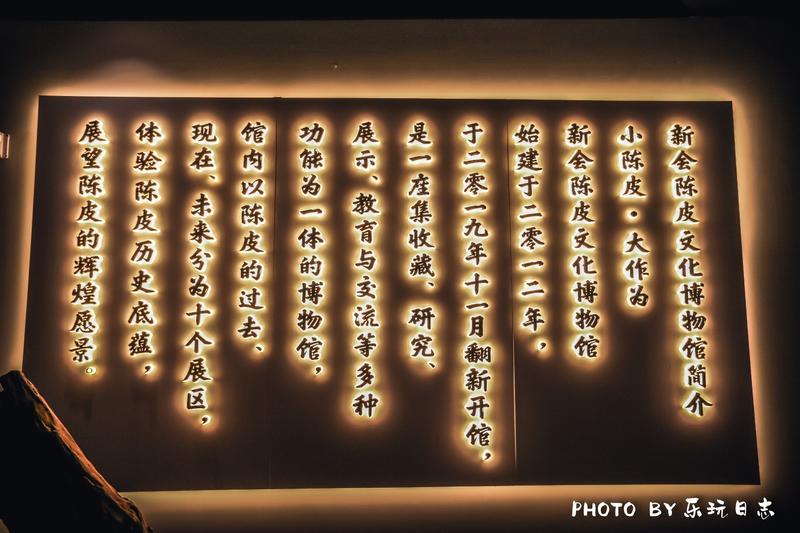 新会陈皮文化博物馆简介
小陈皮·大作为
新会陈皮文化博物馆
始建于二零一二年，
于二零一九年十一月翻新开馆，
是一座集收藏、研究、
展示、教育与交流等多种
功能为一体的博物馆，
馆内以陈皮的过去、
现在、未来分为十个展区，
体验陈皮历史底蕴，
展望陈皮的辉煌愿景。
PHOTO BY 乐玩日志